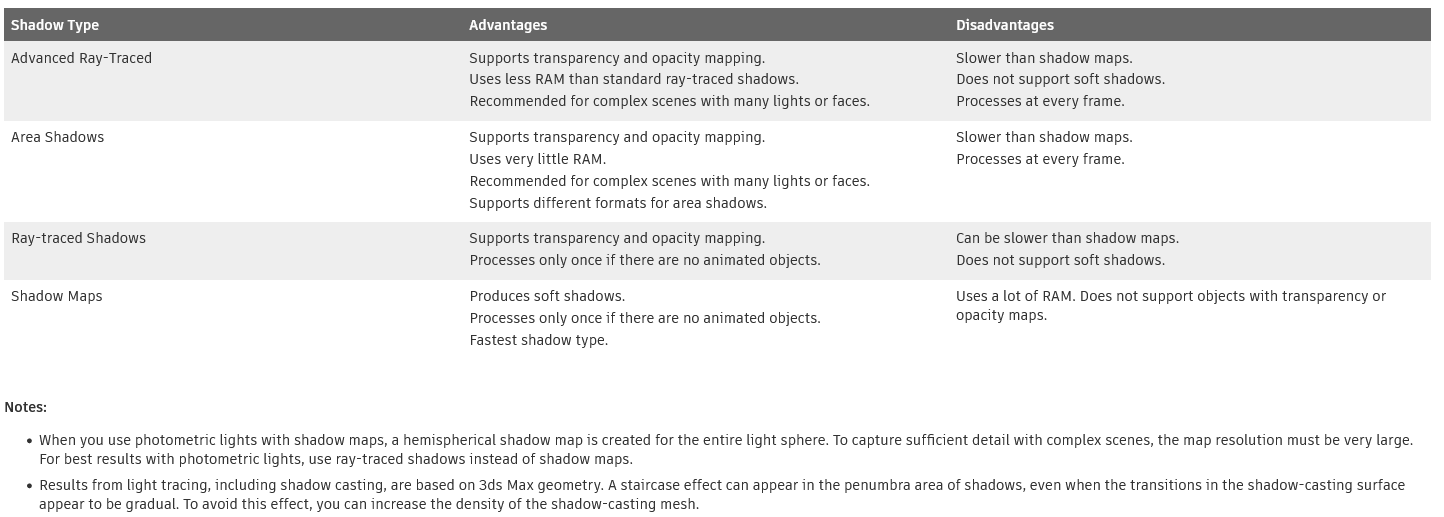 Shadow Type Advantages Disadvantages
Advanced Ray-Traced Supports transparency and opacity mapping. Slower than shadow maps.
Uses less RAM than standard ray-traced shadows. Does not support soft shadows.
Recommended for complex scenes with many lights or faces. Processes at every frame.
Area Shadows Supports transparency and opacity mapping. Slower than shadow maps.
Uses very little RAM. Processes at every frame.
Recommended for complex scenes with many lights or faces.
Supports different formats for area shadows.
Ray-traced Shadows Supports transparency and opacity mapping. Can be slower than shadow maps.
Processes only once if there are no animated objects. Does not support soft shadows.
Shadow Maps Produces soft shadows. Uses a lot of RAM. Does not support objects with transparency or
Processes only once if there are no animated objects. opacity maps.
Fastest shadow type.
Notes:
• When you use photometric lights with shadow maps, a hemispherical shadow map is created for the entire light sphere. To capture sufficient detail with complex scenes, the map resolution must be very large.
For best results with photometric lights, use ray-traced shadows instead of shadow maps.
• Results from light tracing, including shadow casting, are based on 3ds Max geometry. A staircase effect can appear in the penumbra area of shadows, even when the transitions in the shadow-casting surface
appear to be gradual. To avoid this effect, you can increase the density of the shadow-casting mesh.